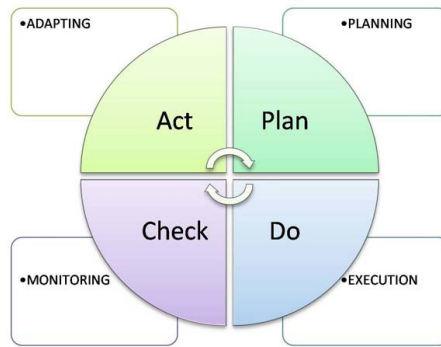 •ADAPTING
•PLANNING
Act
Plan
Check
Do
•MONITORING
•EXECUTION